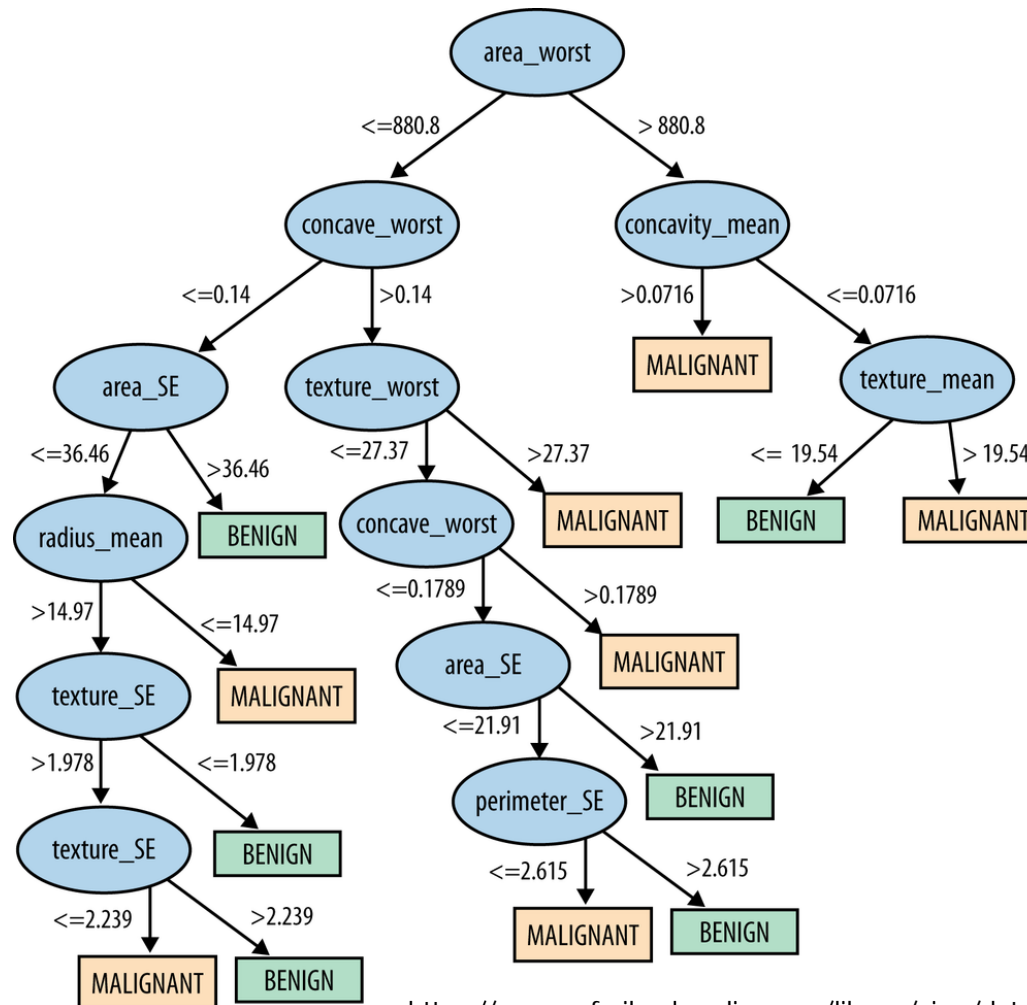 area_worst
<=880.8
> 880.8
concave_worst
concavity_mean
<=0.14
>0.14
>0.0716
<=0.0716
MALIGNANT
area_SE
texture_worst
texture_mean
<=36.46
>36.46
<=27.37
>27.37
<= 19.54
> 19.54
radius_mean
BENIGN
concave_worst
MALIGNANT
BENIGN
MALIGNANT
>14.97
<=14.97
<=0.1789
>0.1789
texture_SE
MALIGNANT
area_SE
MALIGNANT
>1.978
<=1.978
<=21.91
>21.91
texture_SE
BENIGN
perimeter_SE
BENIGN
<=2.239
>2.239
<=2.615
>2.615
MALIGNANT
BENIGN
MALIGNANT
BENIGN